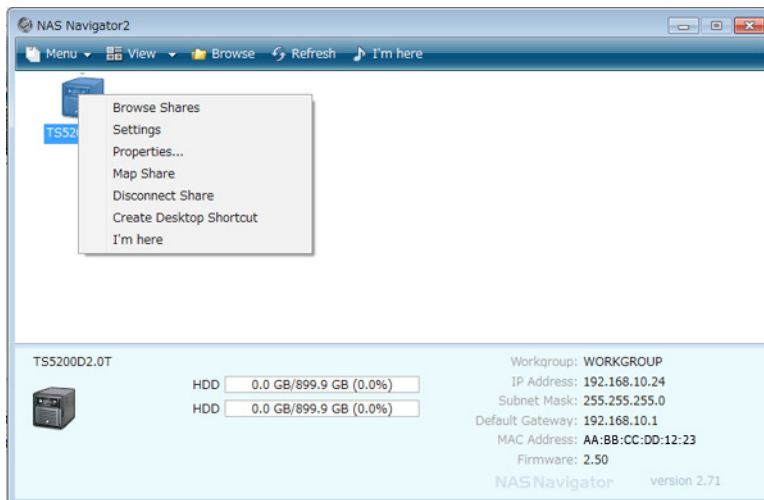 NAS Navigator2
Menu View Browse Refresh I'm here
TS52
Browse Shares
Settings
Properties...
Map Share
Disconnect Share
Create Desktop Shortcut
I'm here
TS5200D2.0T
HDD 0.0 GB/899.9 GB (0.0%)
HDD 0.0 GB/899.9 GB (0.0%)
Workgroup: WORKGROUP
IP Address: 192.168.10.24
Subnet Mask: 255.255.255.0
Default Gateway: 192.168.10.1
MAC Address: AA:BB:CC:DD:12:23
Firmware: 2.50
NAS Navigator version 2.71